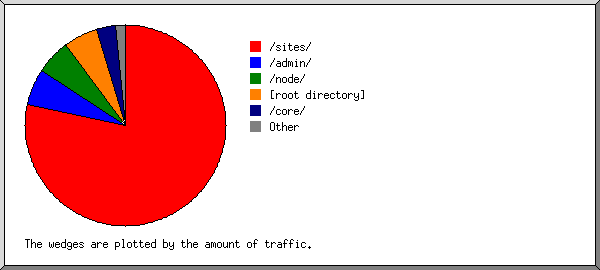 /sites/
/admin/
/node/
[root directory]
/core/
Other
The wedges are plotted by the amount of traffic.